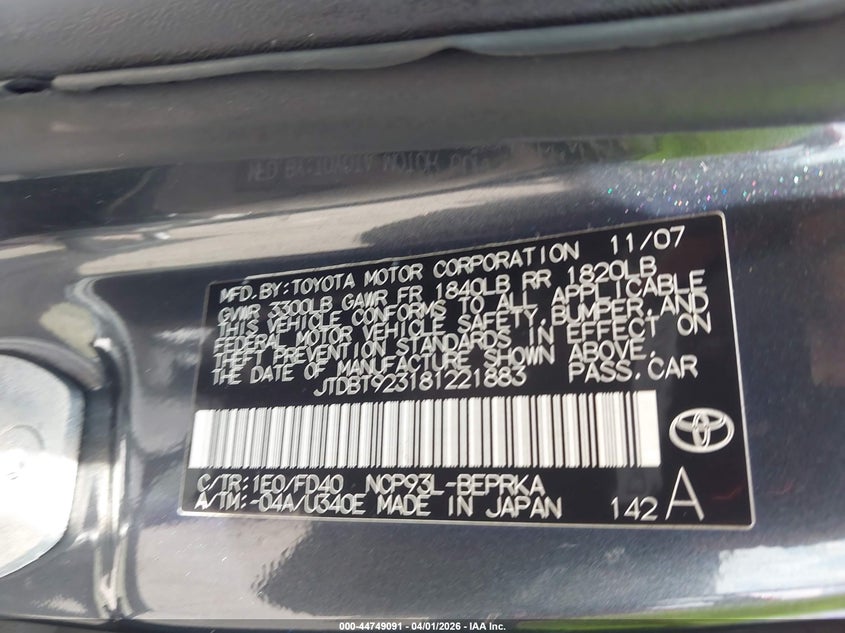 MFD.BY:TOYOTA MOTOR CORPORATION 11/07
GVWR 3300LB GAWR FR 1840LB RR 1820LB
THIS VEHICLE CONFORMS TO ALL APPLICABLE
FEDERAL MOTOR VEHICLE SAFETY,BUMPER,AND
THEFT PREVENTION STANDARDS IN EFFECT ON
THE DATE OF MANUFACTURE SHOWN ABOVE.
JTDBT923181221883 PASS.CAR
C/TR:1E0/FD40 NCP93L-BEPRKA
A/TM:-04A/U340E MADE IN JAPAN 142 A
000-44749091 - 04/01/2026 - IAA Inc.